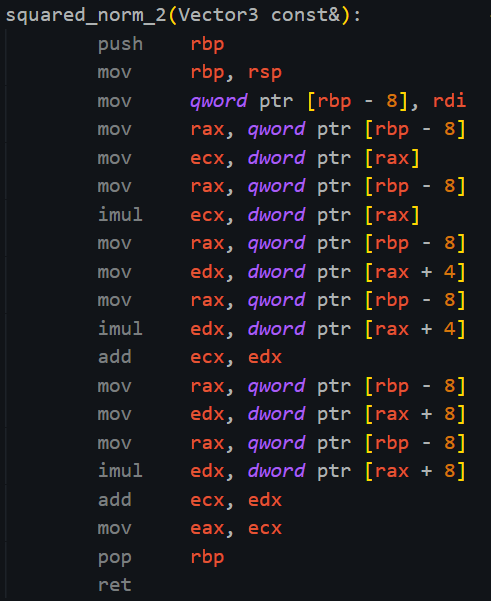 squared_norm_2(Vector3 const&):
push rbp
mov rbp, rsp
mov qword ptr [rbp - 8], rdi
mov rax, qword ptr [rbp - 8]
mov ecx, dword ptr [rax]
mov rax, qword ptr [rbp - 8]
imul ecx, dword ptr [rax]
mov rax, qword ptr [rbp - 8]
mov edx, dword ptr [rax + 4]
mov rax, qword ptr [rbp - 8]
imul edx, dword ptr [rax + 4]
add ecx, edx
mov rax, qword ptr [rbp - 8]
mov edx, dword ptr [rax + 8]
mov rax, qword ptr [rbp - 8]
imul edx, dword ptr [rax + 8]
add ecx, edx
mov eax, ecx
pop rbp
ret